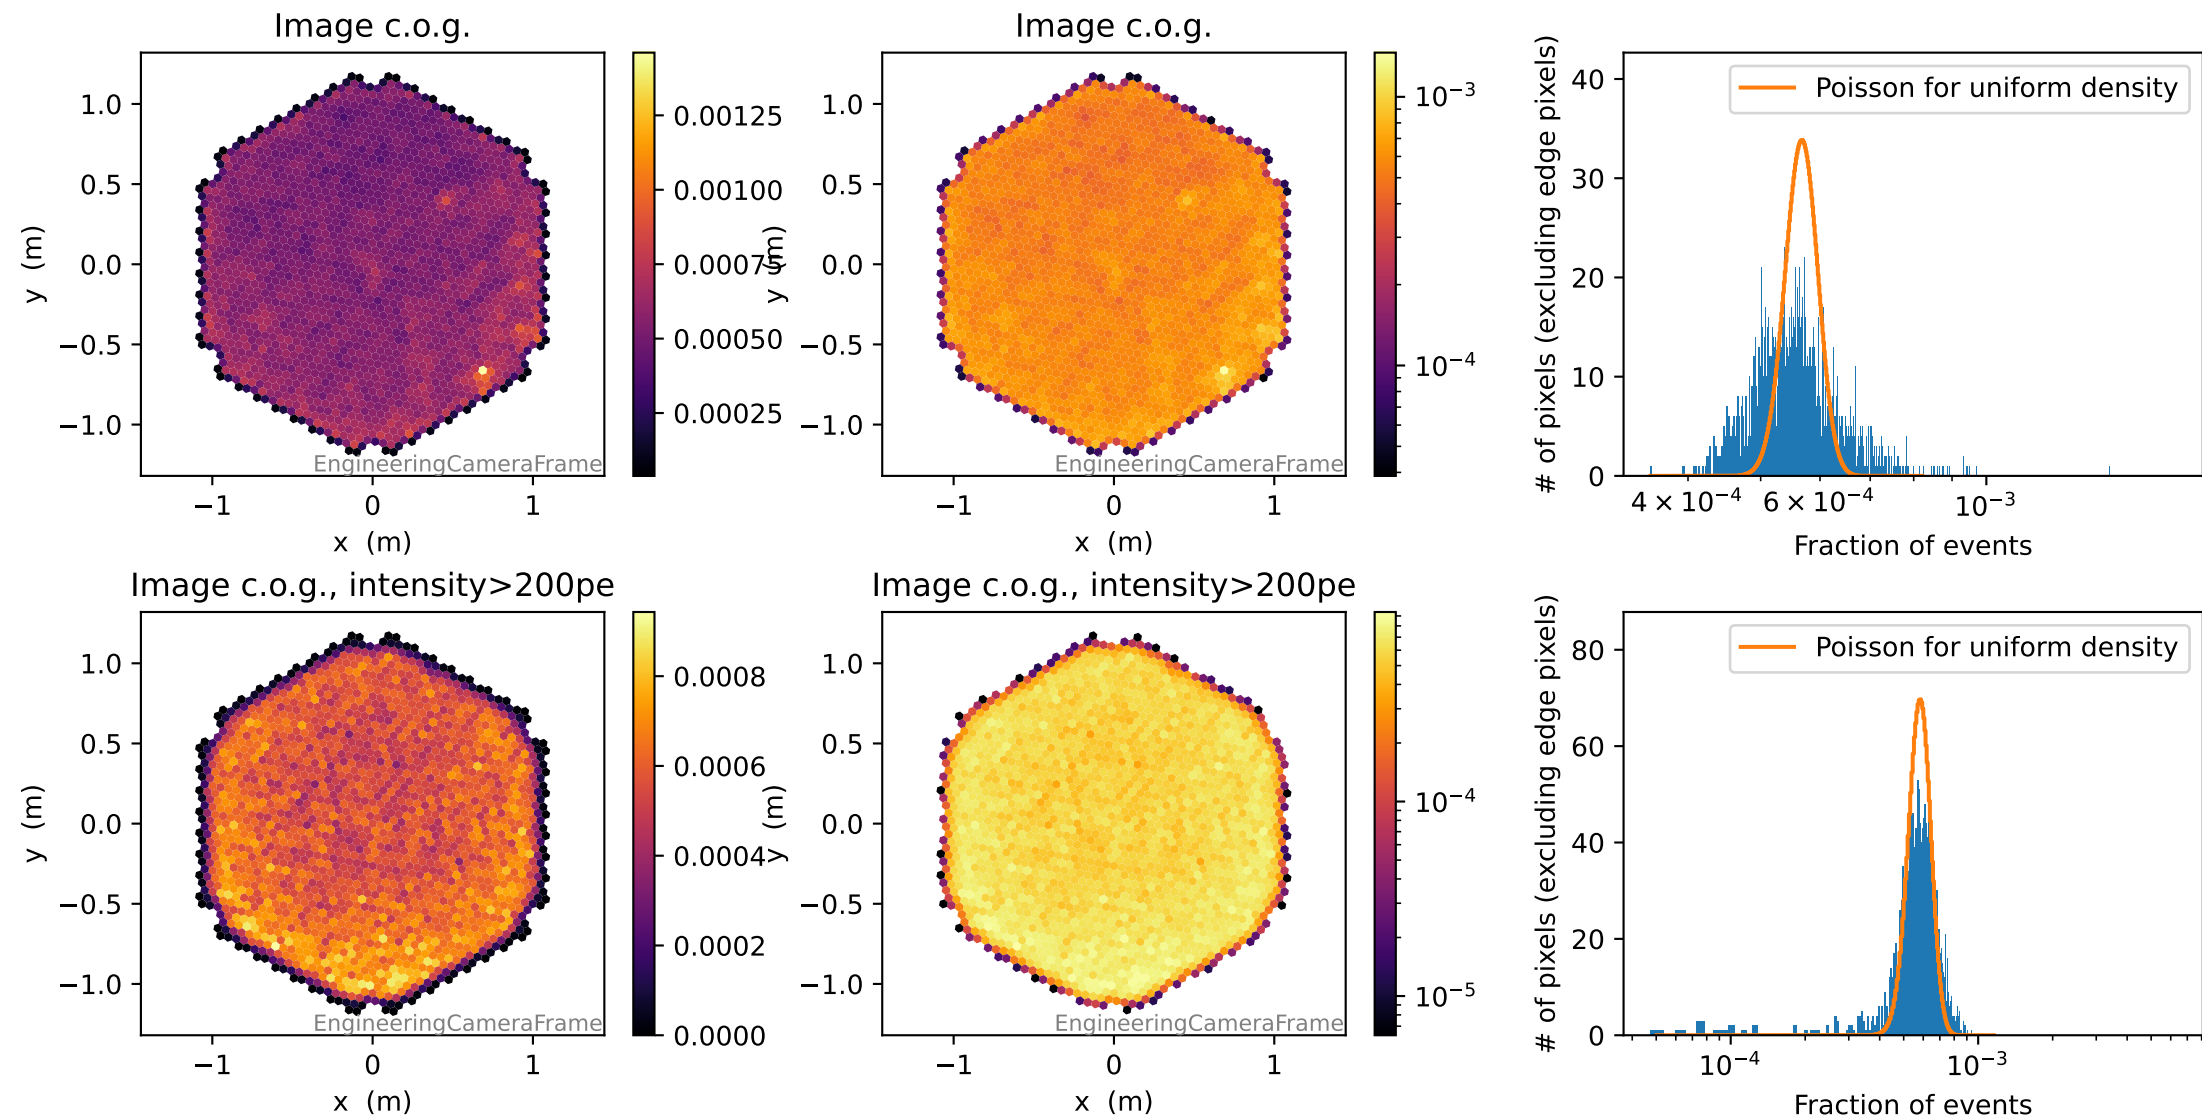 Image c.o.g.
1.0
0.5
0.0
−0.5
−1.0
y (m)
−1
0
1
x (m)
EngineeringCameraFrame
0.00125
0.00100
0.00075
0.00050
0.00025
Image c.o.g.
1.0
0.5
0.0
−0.5
−1.0
y (m)
−1
0
1
x (m)
EngineeringCameraFrame
10⁻³
10⁻⁴
# of pixels (excluding edge pixels)
40
30
20
10
0
Poisson for uniform density
4 × 10⁻⁴
6 × 10⁻⁴
10⁻³
Fraction of events
Image c.o.g., intensity>200pe
1.0
0.5
0.0
−0.5
−1.0
y (m)
−1
0
1
x (m)
EngineeringCameraFrame
0.0008
0.0006
0.0004
0.0002
0.0000
Image c.o.g., intensity>200pe
1.0
0.5
0.0
−0.5
−1.0
y (m)
−1
0
1
x (m)
EngineeringCameraFrame
10⁻⁴
10⁻⁵
# of pixels (excluding edge pixels)
80
60
40
20
0
Poisson for uniform density
10⁻⁴
10⁻³
Fraction of events